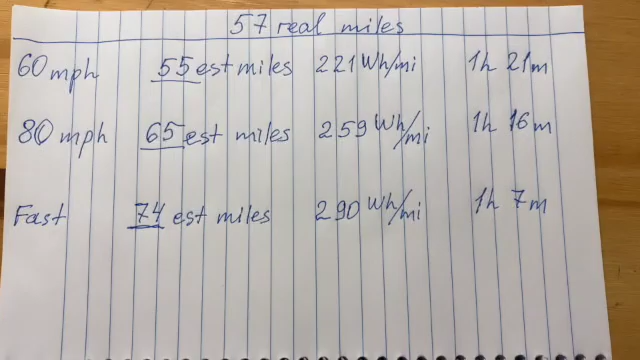 57 real miles
60 mph 55 est miles 221 Wh/mi 1h 21m
80 mph 65 est miles 259 Wh/mi 1h 16m
Fast 74 est miles 290 Wh/mi 1h 7m